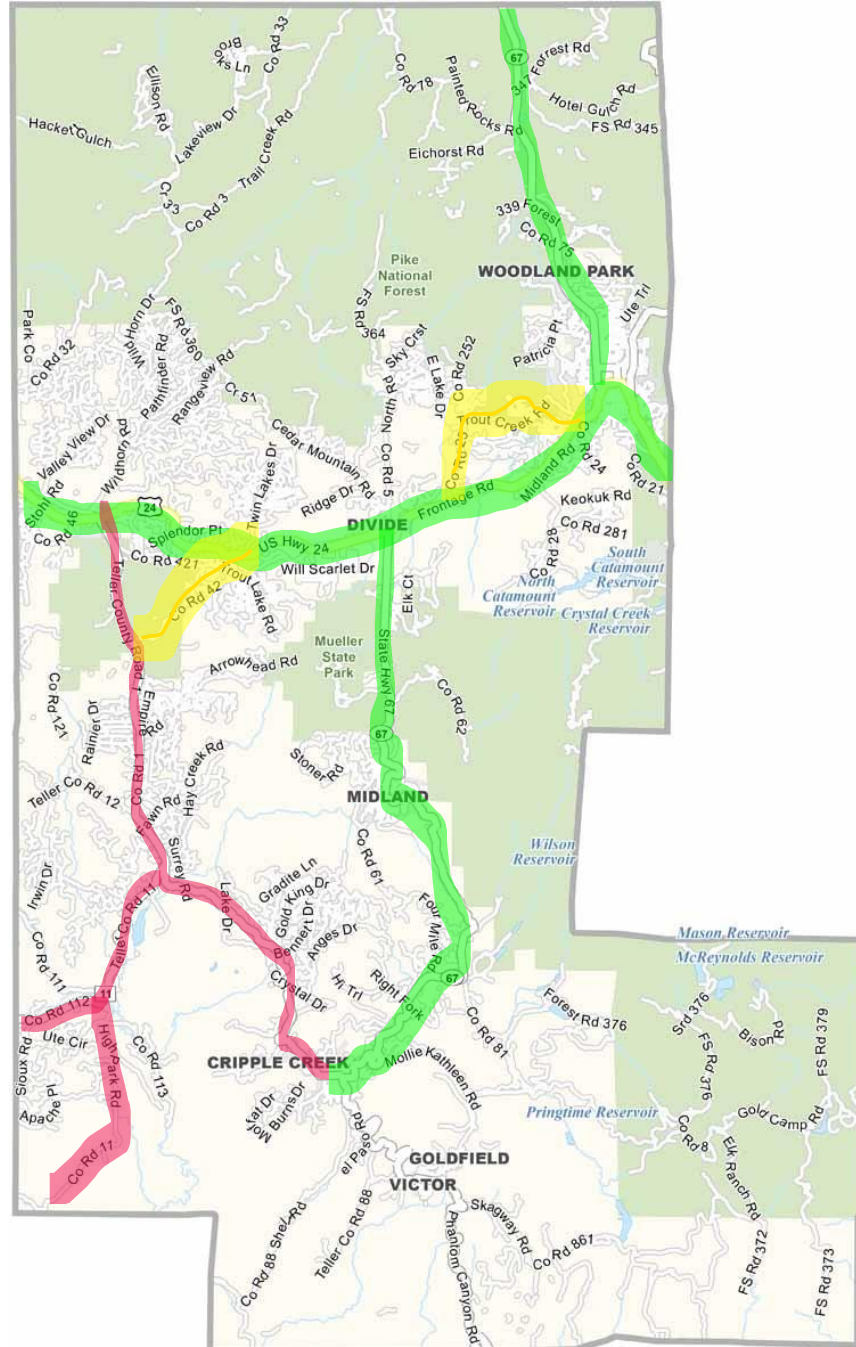 Co Rd 33
Broo
ks Ln
67
Forrest Rd
347
Co Rd 78
Painted Rocks Rd
Hotel Gulch Rd
FS Rd 345
Ellison Rd
Lakeview Dr
Hacket Gulch
Trail Creek Rd
Eichorst Rd
Cr 33
Co Rd 3
339 Forest
Co Rd 75
Pike
National
Forest
WOODLAND PARK
Ute Trl
Park Co
Co Rd 32
Wild Horn Dr
FS Rd 360
FS Rd 364
Sky Crst
Patricia Pt
Pathfinper Rd
Rangeview Rd
Cr 51
E Lake Dr
Co Rd 252
North Rd
Co Rd 5
Trout Creek Rd
Co Rd 25
Co Rd 24
Midland Rd
Co Rd 21
Valley View Dr
Wildhorn Rd
Cedar Mountain Rd
Stohl Rd
Co Rd 46
24
Twin Lakes Dr
Ridge Dr
Frontage Rd
Keokuk Rd
Splendor Pt
DIVIDE
US Hwy 24
Co Rd 281
Co Rd 28
Co Rd 421
Will Scarlet Dr
South
Catamount
Reservoir
North
Catamount
Reservoir
Crystal Creek
Reservoir
Teller County Road 1
Co Rd 42
Trout Lake Rd
Elk Ct
State Hwy 67
Mueller
State
Park
Arrowhead Rd
Co Rd 121
Rainier Dr
Empire Rd
Co Rd 62
67
Hay Creek Rd
Stoner Rd
Teller Co Rd 12
Co Rd 1
Fawn Rd
MIDLAND
Surrey Rd
Co Rd 61
Wilson
Reservoir
Irwin Dr
Gradite Ln
Gold King Dr
Lake Dr
Bennert Dr
Anges Dr
Four Mile Rd
Teller Co Rd 11
Co Rd 111
Hi Trl
Right Fork
67
Mason Reservoir
McReynolds Reservoir
Crystal Dr
11
Co Rd 112
Forest Rd 376
Srd 376
Bison Rd
FS Rd 379
Co Rd 81
Ute Cir
High Park Rd
Co Rd 113
Sioux Rd
CRIPPLE CREEK
Mollie Kathleen Rd
FS Rd 376
Apache Pl
Burns Dr
Pringtime Reservoir
Gold Camp Rd
Co Rd 8
el Paso Rd
Elk Ranch Rd
Co Rd 11
GOLDFIELD
VICTOR
Co Rd 88 Shelf Rd
Teller Co Rd 88
Skagway Rd
Co Rd 861
Phantom Canyon Rd
FS Rd 372
FS Rd 373